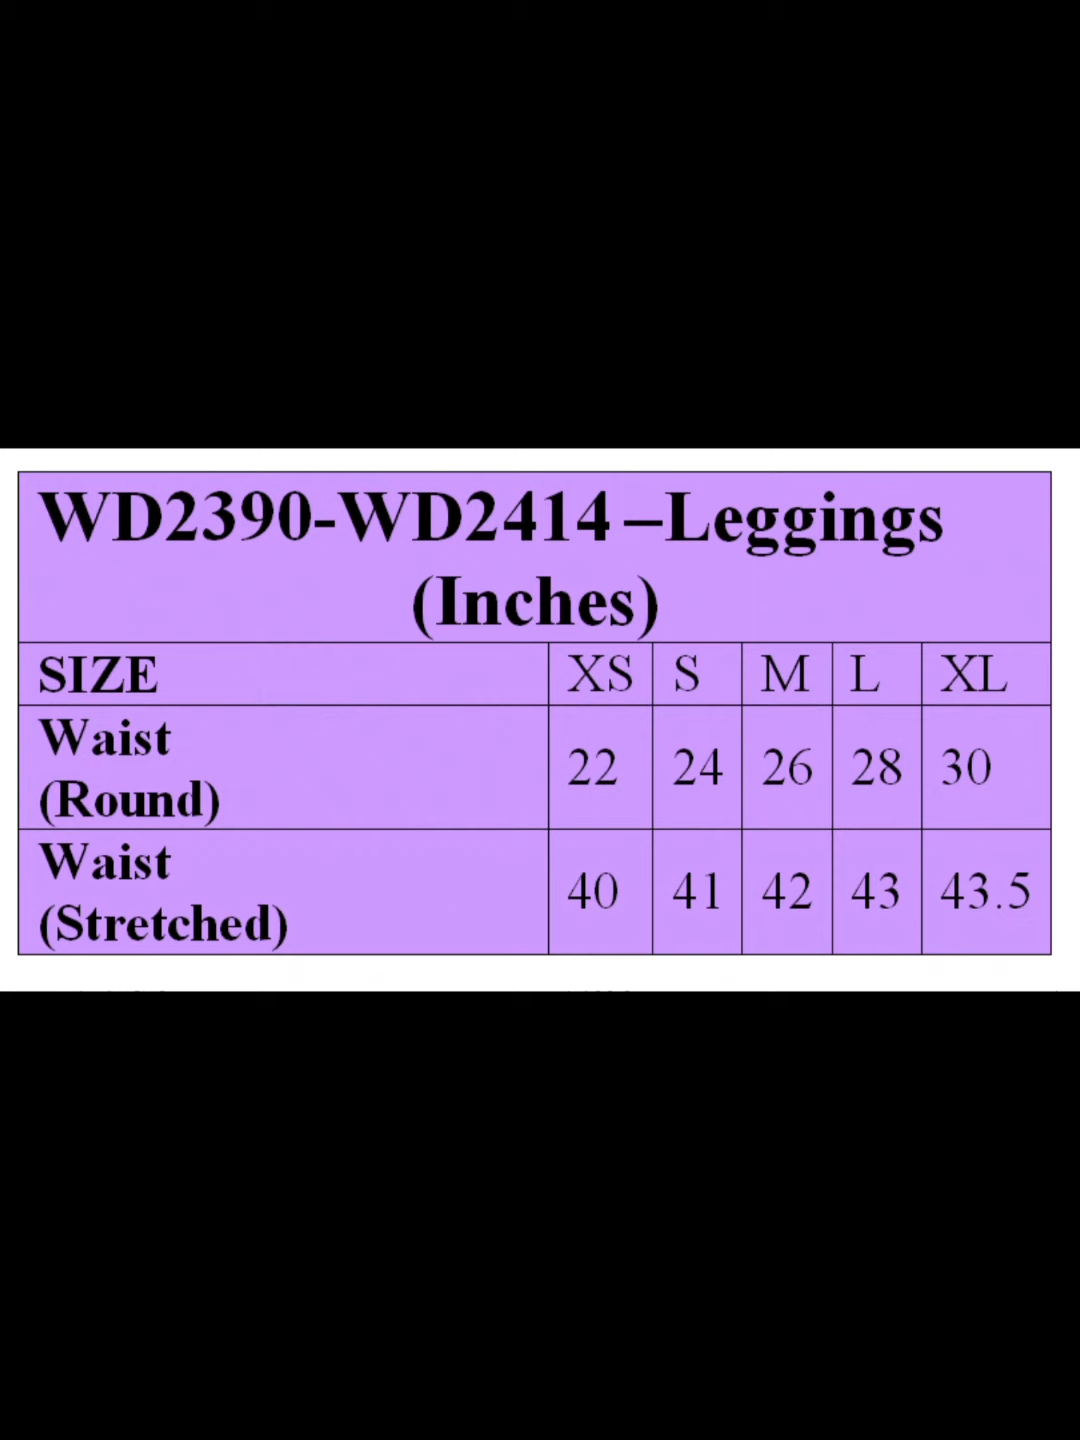 WD2390-WD2414 –Leggings
(Inches)
SIZE XS S M L XL
Waist
(Round) 22 24 26 28 30
Waist
(Stretched) 40 41 42 43 43.5